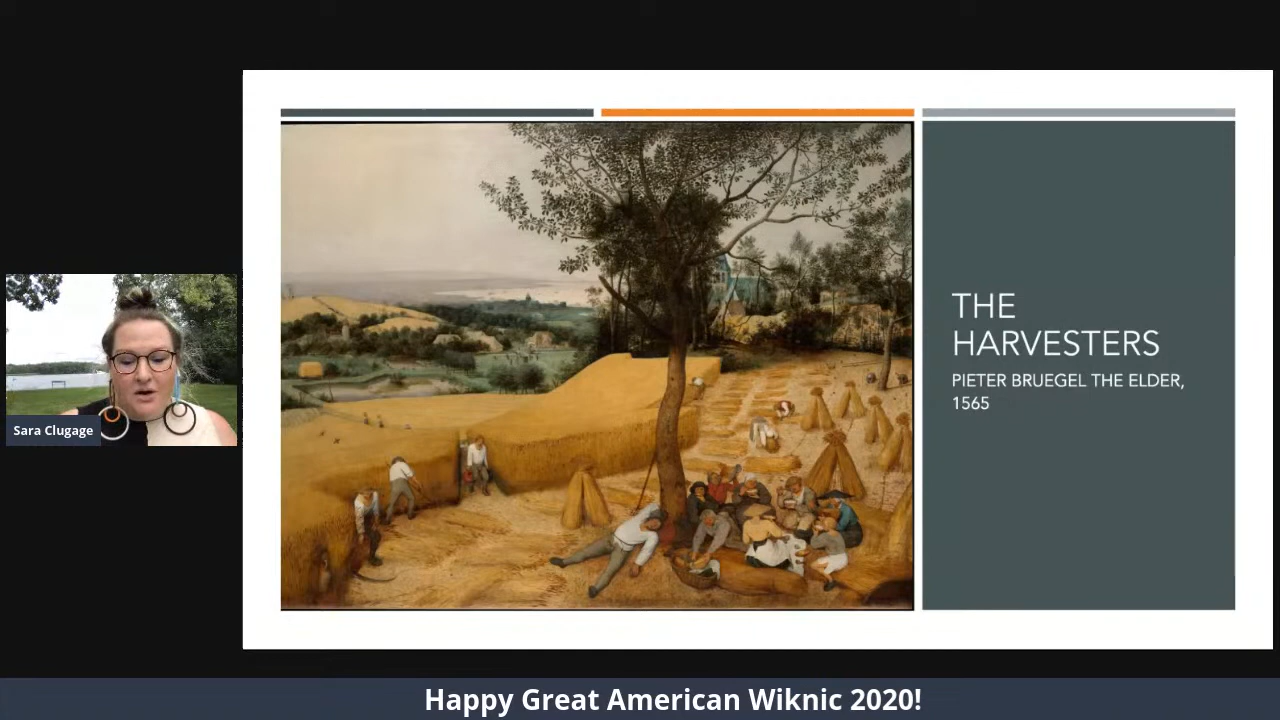 THE
HARVESTERS
PIETER BRUEGEL THE ELDER,
1565
Sara Clugage
Happy Great American Wiknic 2020!